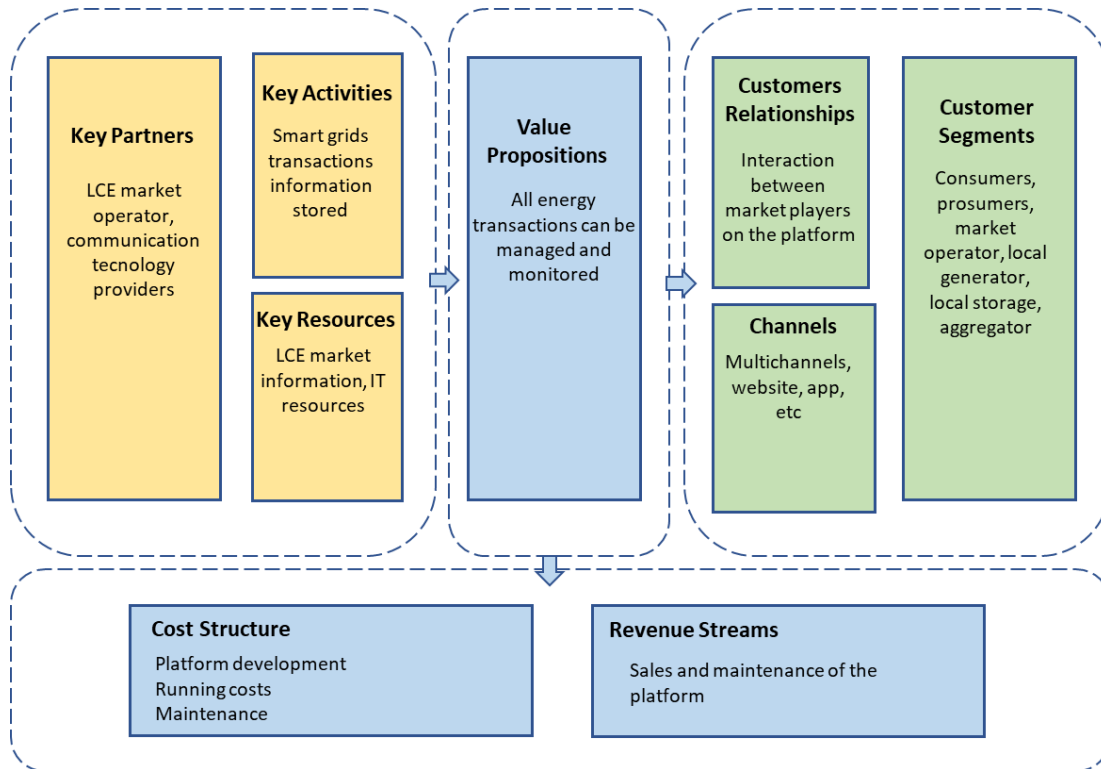 Key Partners
LCE market
operator,
communication
tecnology
providers
Key Activities
Smart grids
transactions
information
stored
Key Resources
LCE market
information, IT
resources
Value
Propositions
All energy
transactions can be
managed and
monitored
Customers
Relationships
Interaction
between
market players
on the platform
Channels
Multichannels,
website, app,
etc
Customer
Segments
Consumers,
prosumers,
market
operator, local
generator,
local storage,
aggregator
Cost Structure
Platform development
Running costs
Maintenance
Revenue Streams
Sales and maintenance of the
platform